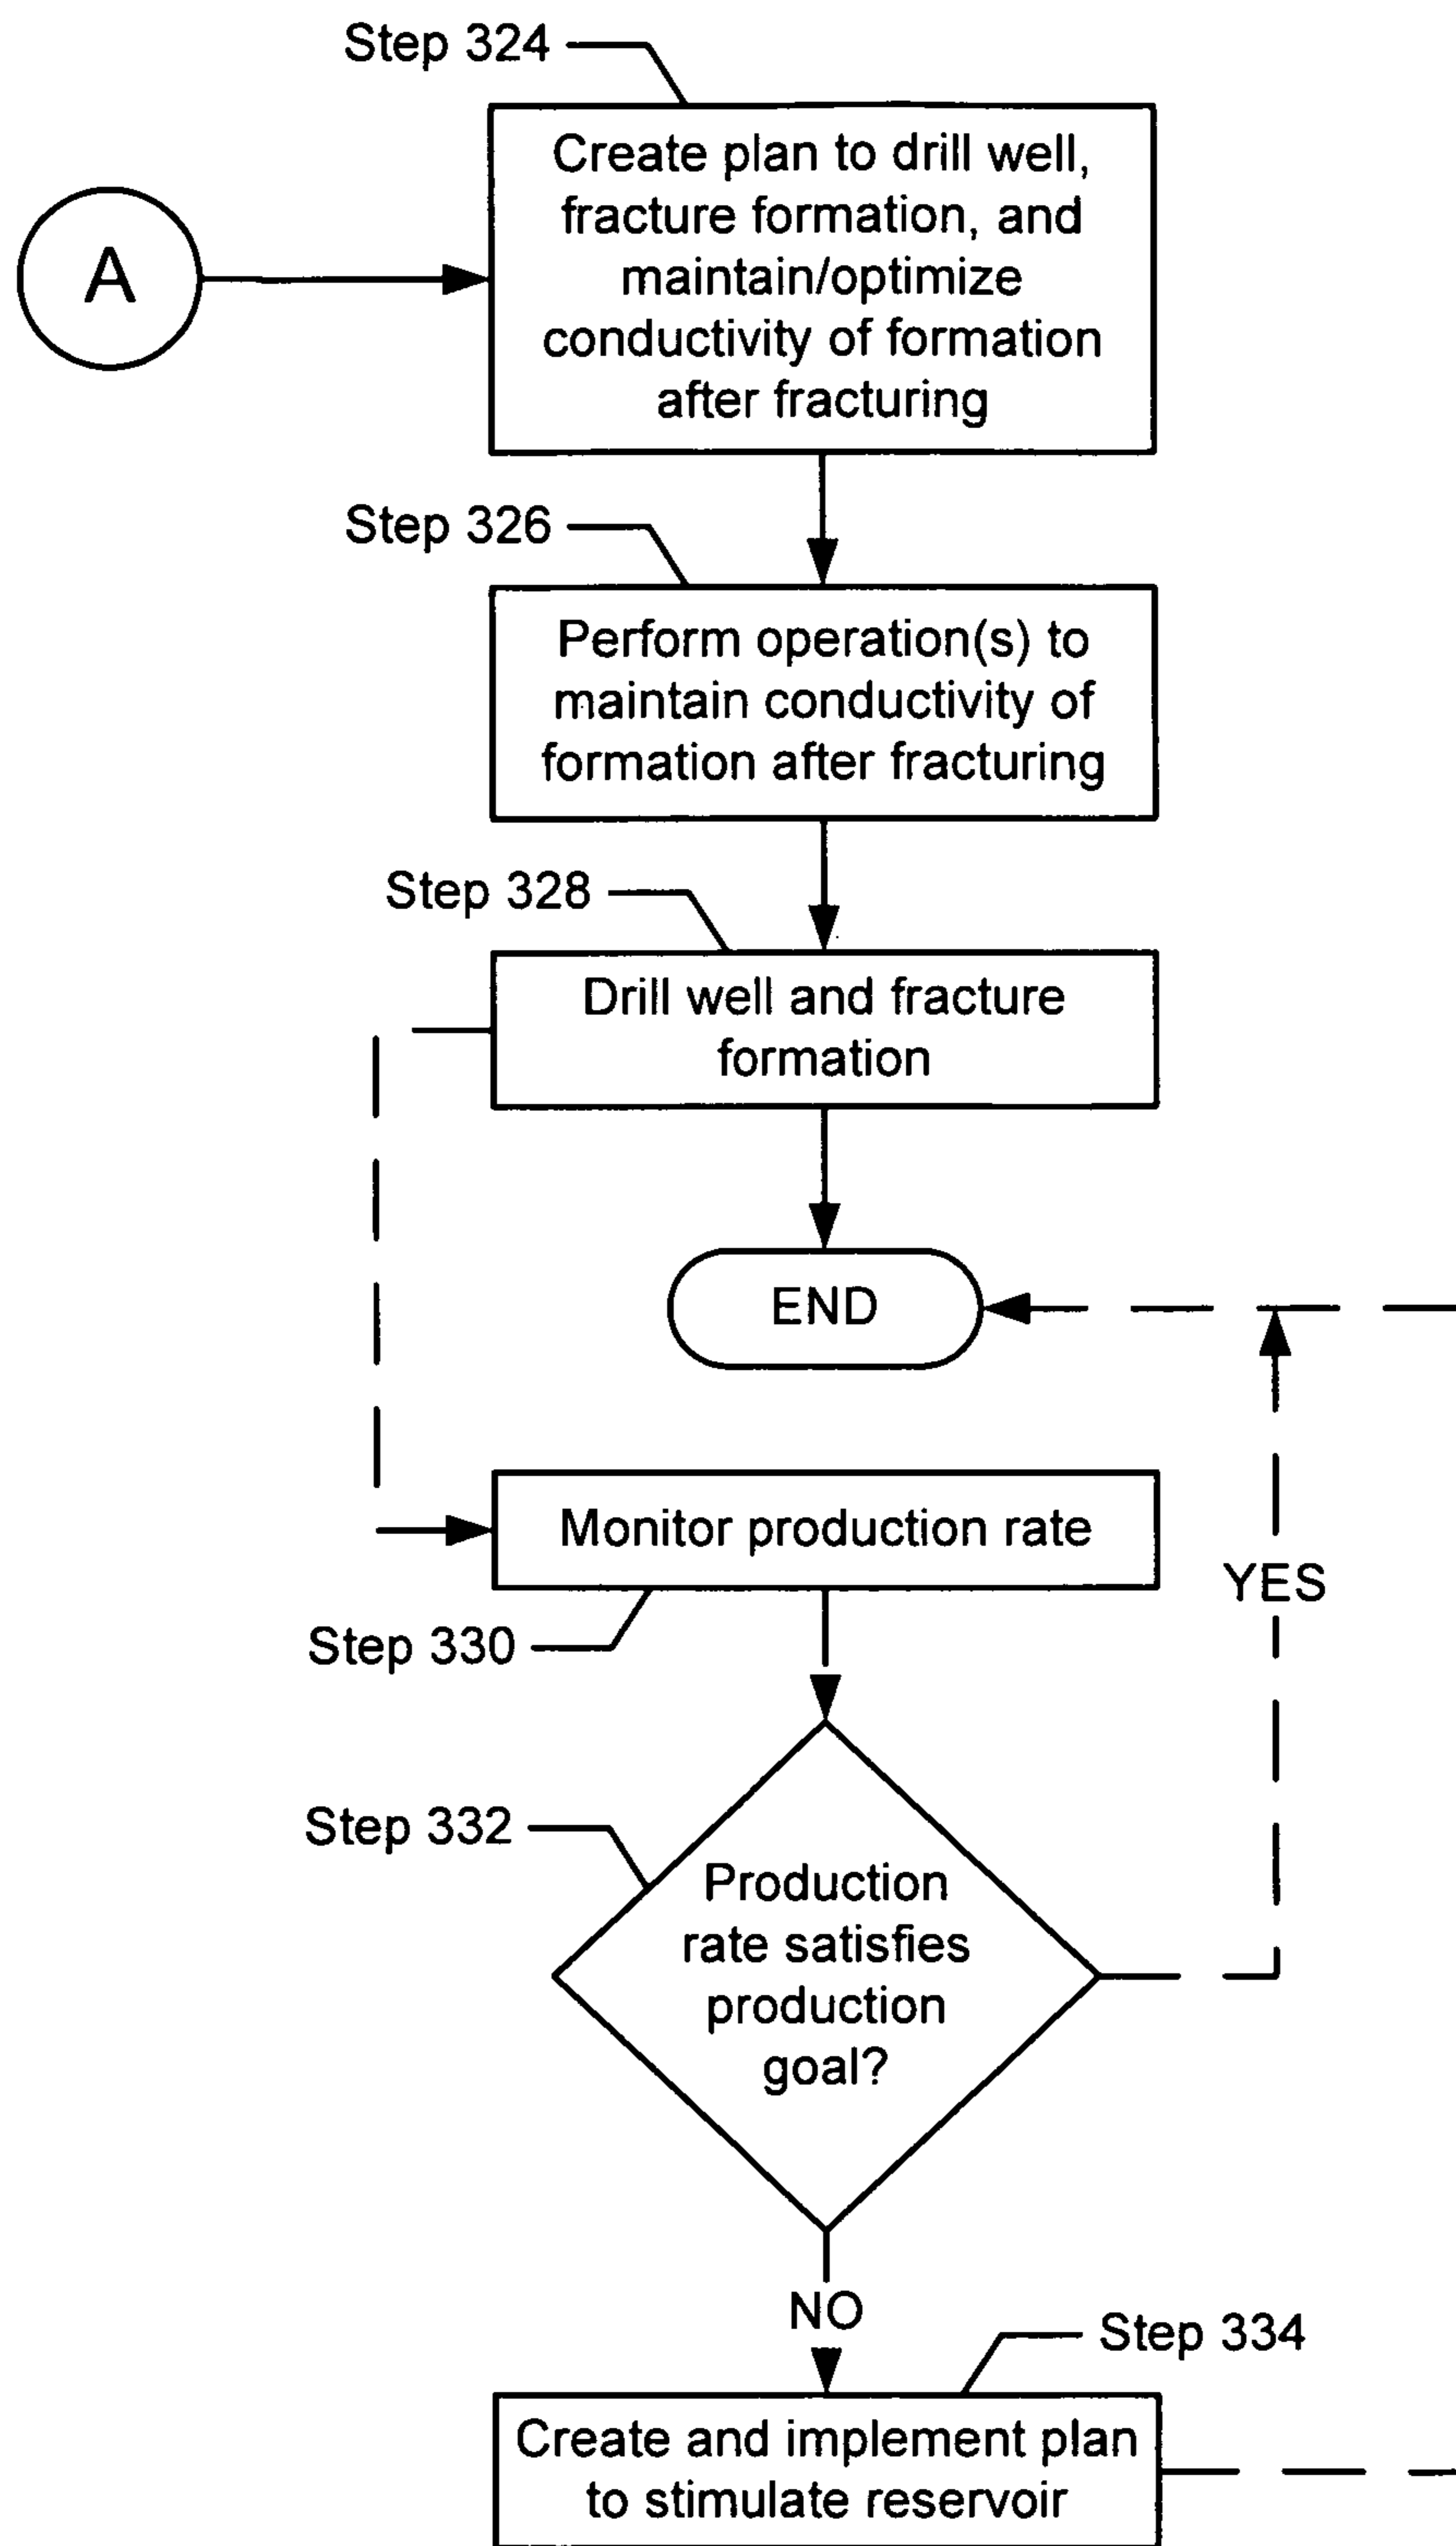 Step 324
Create plan to drill well,
fracture formation, and
maintain/optimize
conductivity of formation
after fracturing
A
Step 326
Perform operation(s) to
maintain conductivity of
formation after fracturing
Step 328
Drill well and fracture
formation
END
Monitor production rate
YES
Step 330
Step 332
Production
rate satisfies
production
goal?
NO
Step 334
Create and implement plan
to stimulate reservoir